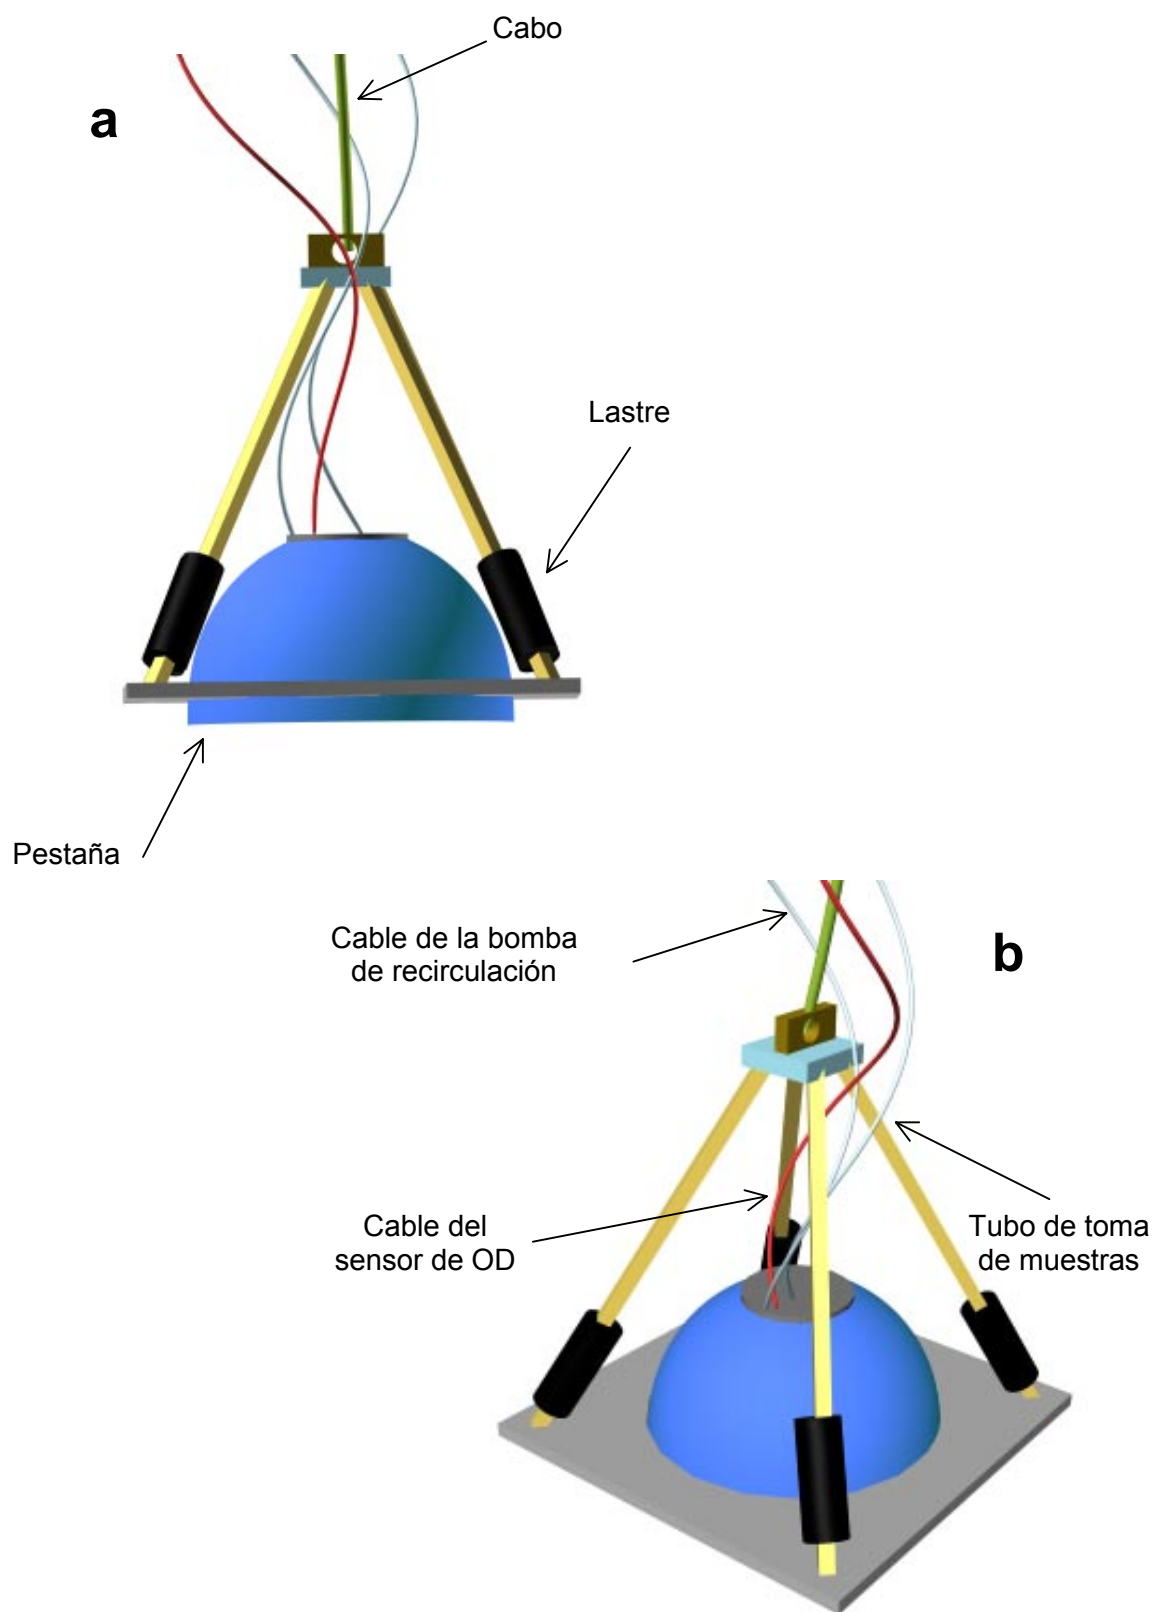 Cabo
a
Lastre
Pestaña
Cable de la bomba
de recirculación
b
Cable del
sensor de OD
Tubo de toma
de muestras